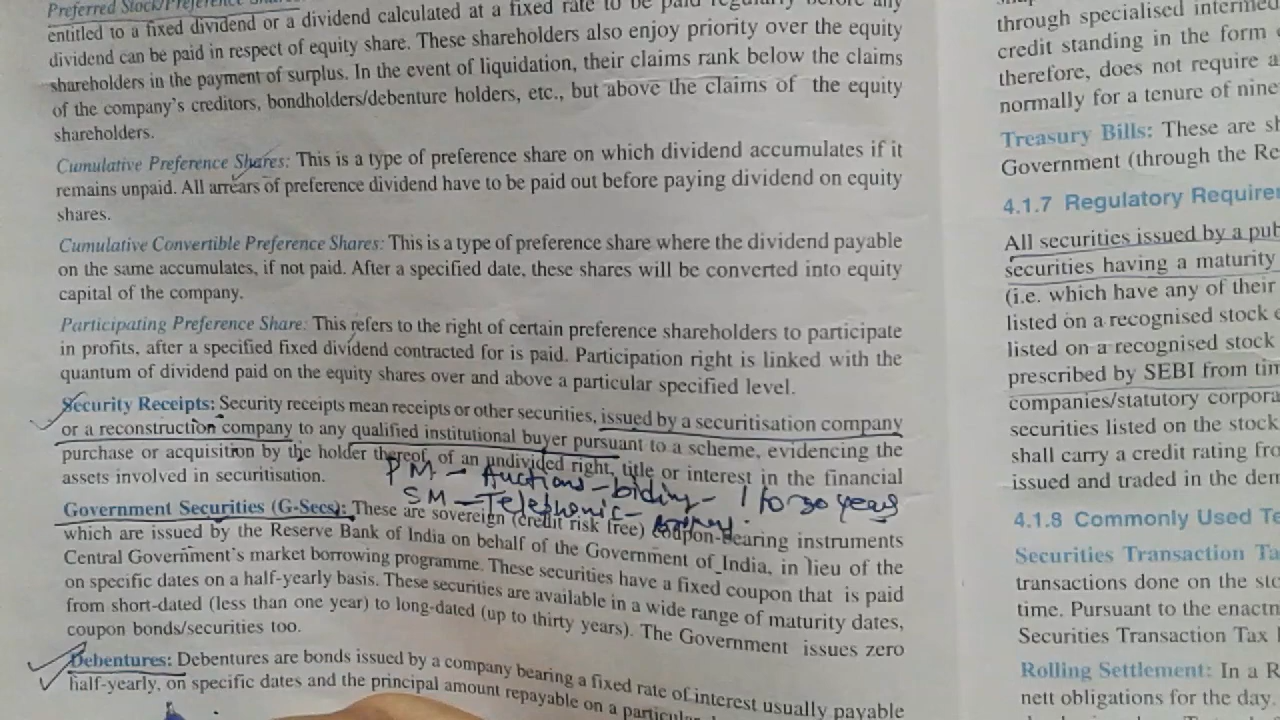 Preferred Stock/Preference Shares:
entitled to a fixed dividend or a dividend calculated at a fixed rate to be paid regularly before any
dividend can be paid in respect of equity share. These shareholders also enjoy priority over the equity
shareholders in the payment of surplus. In the event of liquidation, their claims rank below the claims
of the company's creditors, bondholders/debenture holders, etc., but above the claims of the equity
shareholders.
Cumulative Preference Shares: This is a type of preference share on which dividend accumulates if it
remains unpaid. All arrears of preference dividend have to be paid out before paying dividend on equity
shares.
Cumulative Convertible Preference Shares: This is a type of preference share where the dividend payable
on the same accumulates, if not paid. After a specified date, these shares will be converted into equity
capital of the company.
Participating Preference Share: This refers to the right of certain preference shareholders to participate
in profits, after a specified fixed dividend contracted for is paid. Participation right is linked with the
quantum of dividend paid on the equity shares over and above a particular specified level.
Security Receipts: Security receipts mean receipts or other securities, issued by a securitisation company
or a reconstruction company to any qualified institutional buyer pursuant to a scheme, evidencing the
purchase or acquisition by the holder thereof, of an undivided right, title or interest in the financial
assets involved in securitisation.
PM - Auctions - biding - 1 to 30 years
SM - Telephonic -
Government Securities (G-Secs): These are sovereign (credit risk free) coupon-bearing instruments
which are issued by the Reserve Bank of India on behalf of the Government of India, in lieu of the
Central Government's market borrowing programme. These securities have a fixed coupon that is paid
on specific dates on a half-yearly basis. These securities are available in a wide range of maturity dates,
from short-dated (less than one year) to long-dated (up to thirty years). The Government issues zero
coupon bonds/securities too.
Debentures: Debentures are bonds issued by a company bearing a fixed rate of interest usually payable
half-yearly, on specific dates and the principal amount repayable on a
through specialised
credit standing in the form
therefore, does not require a
normally for a tenure of nine
Treasury Bills: These are
Government (through the
4.1.7 Regulatory
All securities issued by a
securities having a maturity
(i.e. which have any of their
listed on a recognised stock
listed on a recognised stock
prescribed by SEBI from
companies/statutory
securities listed on the stock
shall carry a credit rating
issued and traded in the
4.1.8 Commonly Used
Securities Transaction
transactions done on the
time. Pursuant to the
Securities Transaction Tax
Rolling Settlement: In a
nett obligations for the day.